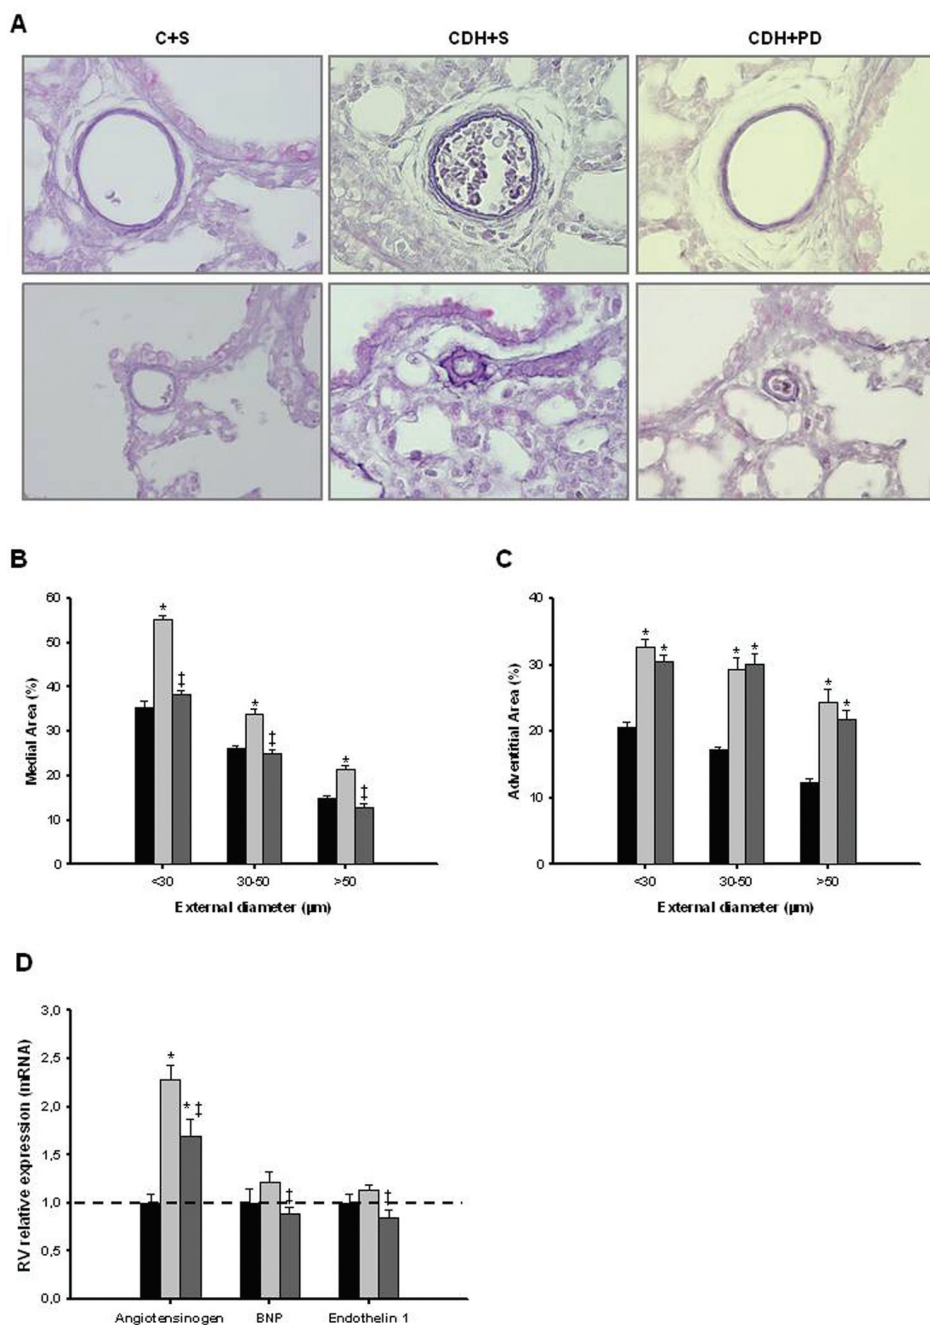 A
C+S CDH+S CDH+PD
B
Medial Area (%)
60
50
40
30
20
10
0
*
‡
*
‡
*
‡
<30 30-50 >50
External diameter (µm)
C
Adventitial Area (%)
40
30
20
10
0
*
*
*
*
*
*
<30 30-50 >50
External diameter (µm)
D
RV relative expression (mRNA)
3,0
2,5
2,0
1,5
1,0
0,5
0,0
*
*‡
‡
‡
Angiotensinogen BNP Endothelin 1